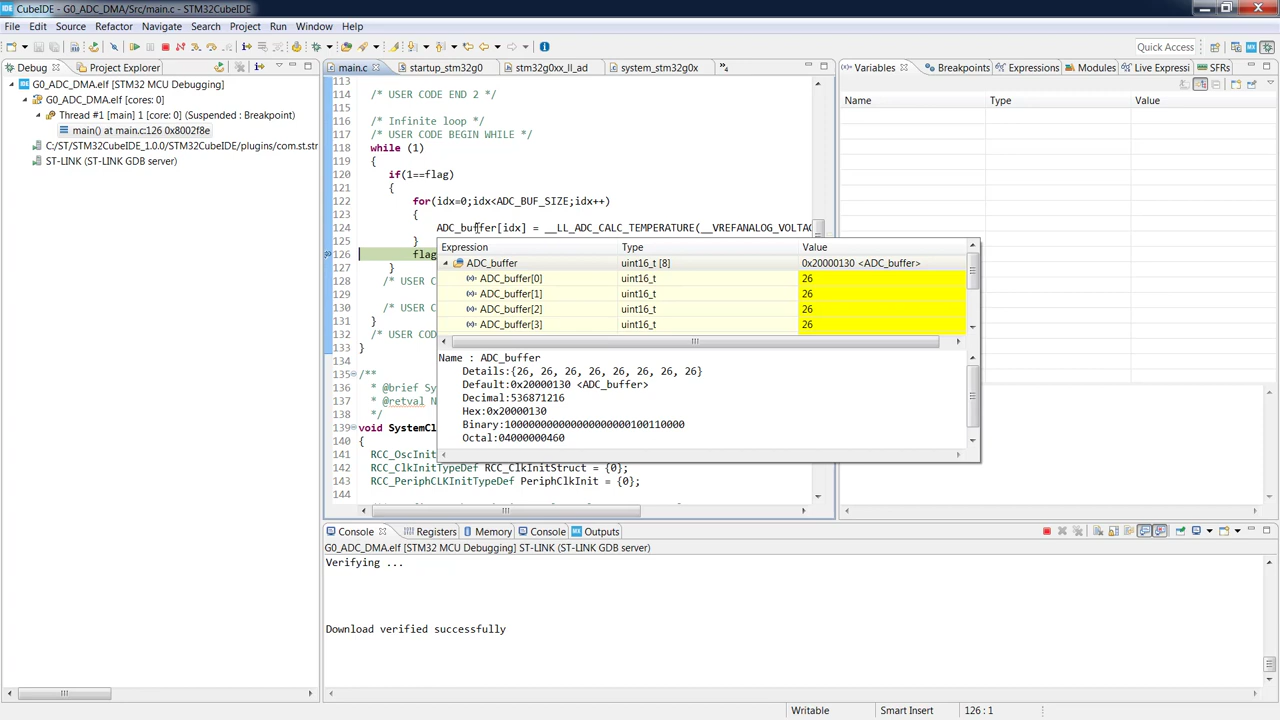 CubeIDE - G0_ADC_DMA/Src/main.c - STM32CubeIDE
File Edit Source Refactor Navigate Search Project Run Window Help
Quick Access
Debug Project Explorer
G0_ADC_DMA.elf [STM32 MCU Debugging]
G0_ADC_DMA.elf [cores: 0]
Thread #1 [main] 1 [core: 0] (Suspended : Breakpoint)
main() at main.c:126 0x8002f8e
C:/ST/STM32CubeIDE_1.0.0/STM32CubeIDE/plugins/com.st.stm
ST-LINK (ST-LINK GDB server)
main.c startup_stm32g0 stm32g0xx_ll_ad system_stm32g0x »4
113
114 /* USER CODE END 2 */
115
116 /* Infinite loop */
117 /* USER CODE BEGIN WHILE */
118 while (1)
119 {
120 if(1==flag)
121 {
122 for(idx=0;idx<ADC_BUF_SIZE;idx++)
123 {
124 ADC_buffer[idx] = __LL_ADC_CALC_TEMPERATURE(__VREFANALOG_VOLTAG
125 }
126 flag
127 }
128 /* USER C
129
130 /* USER C
131 }
132 /* USER COD
133 }
134
135 /**
136 * @brief Sy
137 * @retval N
138 */
139 void SystemCl
140 {
141 RCC_OscInit
142 RCC_ClkInitTypeDef RCC_ClkInitStruct = {0};
143 RCC_PeriphCLKInitTypeDef PeriphClkInit = {0};
144
Expression Type Value
ADC_buffer uint16_t [8] 0x20000130 <ADC_buffer>
ADC_buffer[0] uint16_t 26
ADC_buffer[1] uint16_t 26
ADC_buffer[2] uint16_t 26
ADC_buffer[3] uint16_t 26
Name : ADC_buffer
Details:{26, 26, 26, 26, 26, 26, 26, 26}
Default:0x20000130 <ADC_buffer>
Decimal:536871216
Hex:0x20000130
Binary:100000000000000000000100110000
Octal:04000000460
Variables Breakpoints Expressions Modules Live Expressi SFRs
Name Type Value
Console Registers Memory Console Outputs
G0_ADC_DMA.elf [STM32 MCU Debugging] ST-LINK (ST-LINK GDB server)
Verifying ...
Download verified successfully
Writable Smart Insert 126 : 1